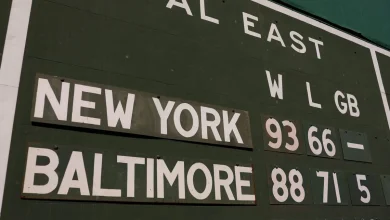 AL EAST
W L GB
NEW YORK 93 66 —
BALTIMORE 88 71 5